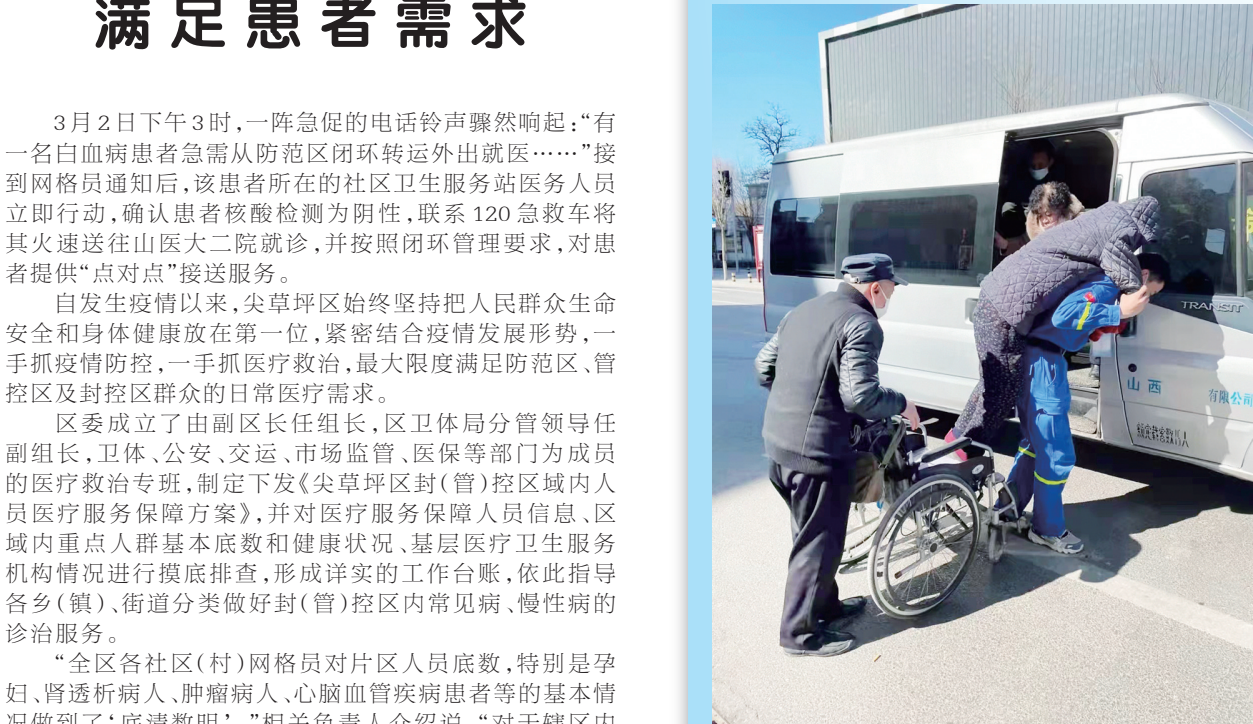 满足患者需求
3月2日下午3时,一阵急促的电话铃声骤然响起:“有
一名白血病患者急需从防范区闭环转运外出就医……”接
到网格员通知后,该患者所在的社区卫生服务站医务人员
立即行动,确认患者核酸检测为阴性,联系120急救车将
其火速送往山医大二院就诊,并按照闭环管理要求,对患
者提供“点对点”接送服务。
自发生疫情以来,尖草坪区始终坚持把人民群众生命
安全和身体健康放在第一位,紧密结合疫情发展形势,一
手抓疫情防控,一手抓医疗救治,最大限度满足防范区、管
控区及封控区群众的日常医疗需求。
区委成立了由副区长任组长,区卫体局分管领导任
副组长,卫体、公安、交运、市场监管、医保等部门为成员
的医疗救治专班,制定下发《尖草坪区封(管)控区域内人
员医疗服务保障方案》,并对医疗服务保障人员信息、区
域内重点人群基本底数和健康状况、基层医疗卫生服务
机构情况进行摸底排查,形成详实的工作台账,依此指导
各乡(镇)、街道分类做好封(管)控区内常见病、慢性病的
诊治服务。
“全区各社区(村)网格员对片区人员底数,特别是孕
妇、肾透析病人、肿瘤病人、心脑血管疾病患者等的基本情
况做到了‘底清数明’。”相关负责人介绍说,“对于辖区内
TRANSIT
山西
有限公司